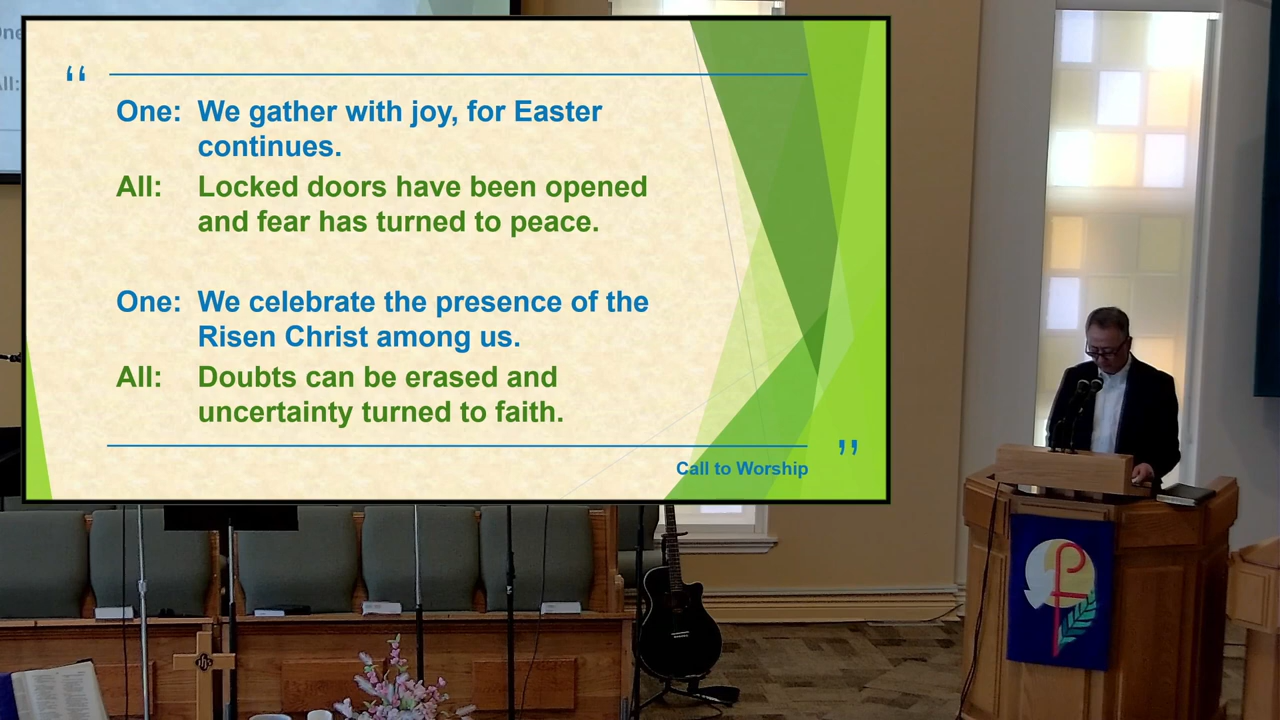 One:
All:
“
One: We gather with joy, for Easter
continues.
All: Locked doors have been opened
and fear has turned to peace.
One: We celebrate the presence of the
Risen Christ among us.
All: Doubts can be erased and
uncertainty turned to faith.
”
Call to Worship